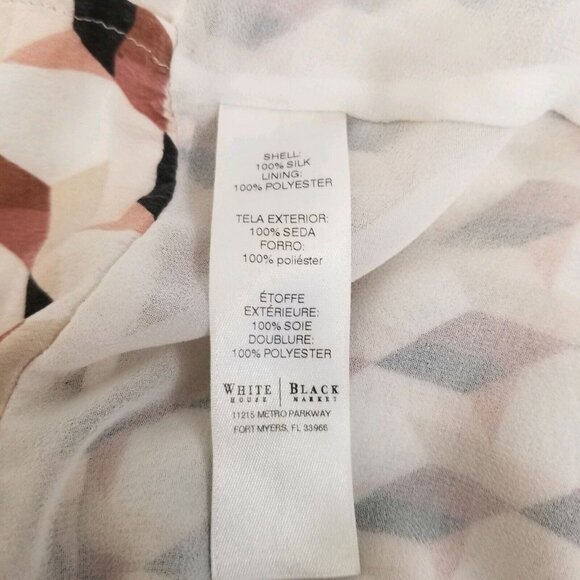 SHELL:
100% SILK
LINING:
100% POLYESTER
TELA EXTERIOR:
100% SEDA
FORRO:
100% poliéster
ÉTOFFE
EXTÉRIEURE:
100% SOIE
DOUBLURE:
100% POLYESTER
WHITE | BLACK
HOUSE | MARKET
11215 METRO PARKWAY
FORT MYERS, FL 33966